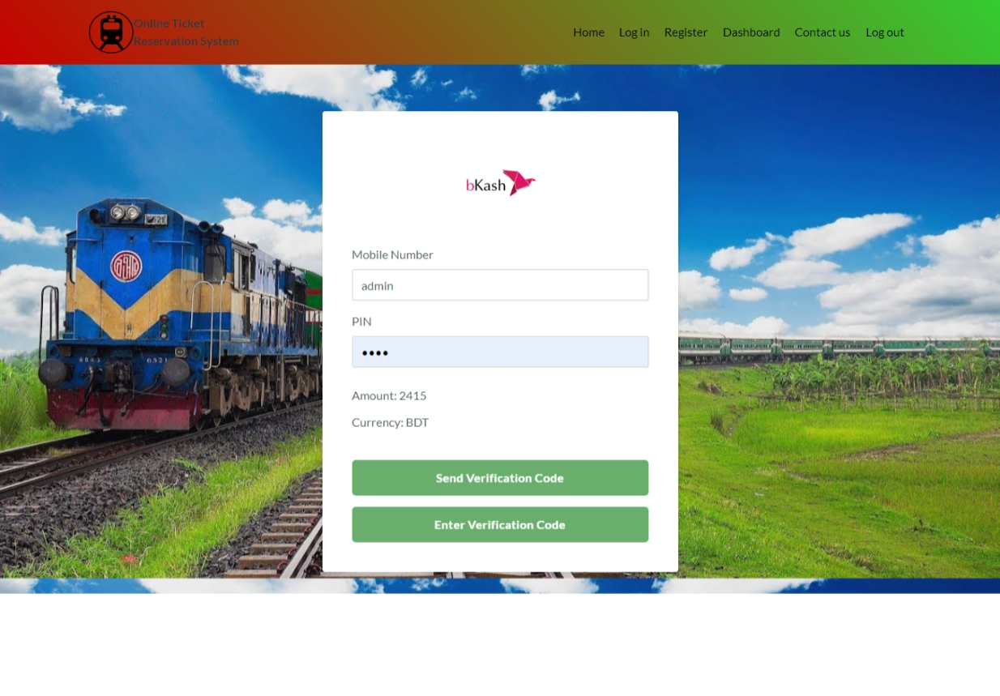 Online Ticket
Reservation System
Home Log in Register Dashboard Contact us Log out
bKash
Mobile Number
admin
PIN
••••
Amount: 2415
Currency: BDT
Send Verification Code
Enter Verification Code
6521